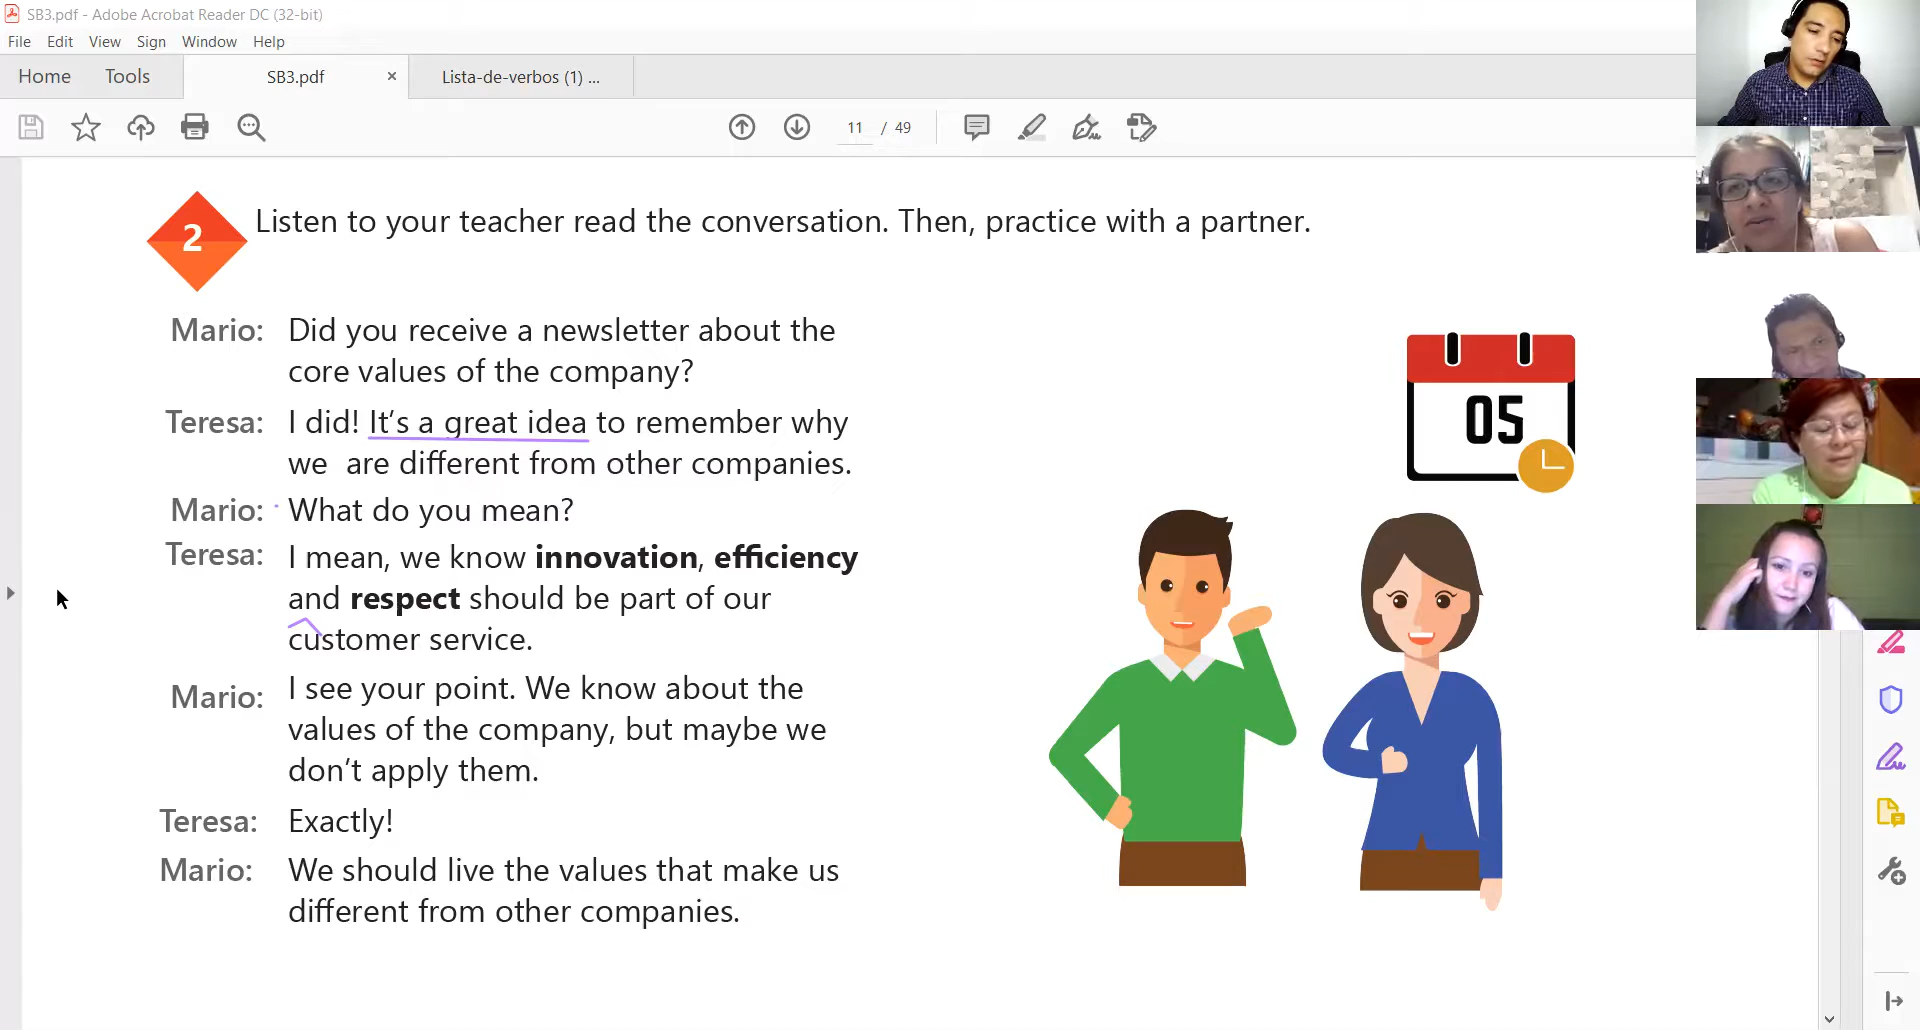 SB3.pdf - Adobe Acrobat Reader DC (32-bit)
File Edit View Sign Window Help
Home Tools SB3.pdf × Lista-de-verbos (1) ...
11 / 49
2 Listen to your teacher read the conversation. Then, practice with a partner.
Mario: Did you receive a newsletter about the
core values of the company?
Teresa: I did! It's a great idea to remember why
we are different from other companies.
Mario: What do you mean?
Teresa: I mean, we know innovation, efficiency
and respect should be part of our
customer service.
Mario: I see your point. We know about the
values of the company, but maybe we
don't apply them.
Teresa: Exactly!
Mario: We should live the values that make us
different from other companies.
05